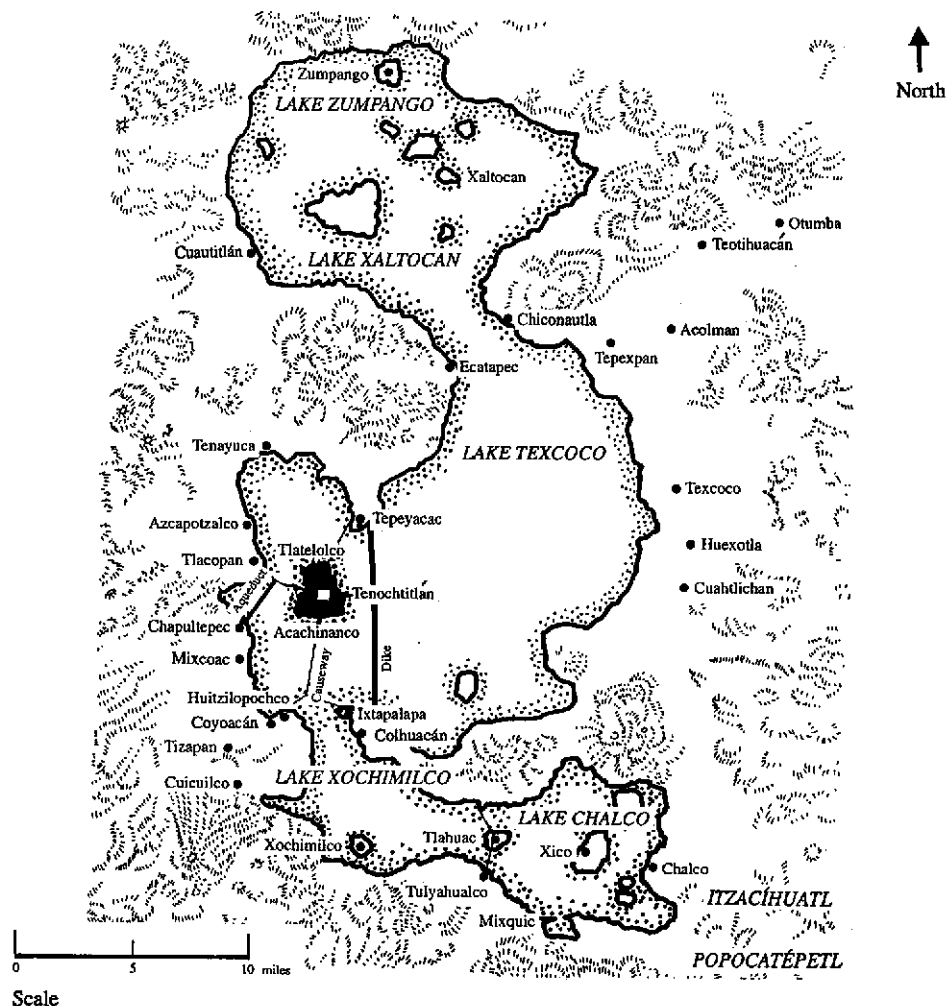 North
Zumpango
LAKE ZUMPANGO
Xaltocan
Otumba
Teotihuacán
Cuautitlán
LAKE XALTOCAN
Chiconautla
Acolman
Tepexpan
Ecatapec
Tenayuca
LAKE TEXCOCO
Texcoco
Azcapotzalco
Tepeyacac
Tlatelolco
Huexotla
Tlacopan
Aqueduct
Tenochtitlán
Cuahtlichan
Chapultepec
Acachinanco
Mixcoac
Causeway
Dike
Huitzilopochco
Ixtapalapa
Coyoacán
Colhuacán
Tizapan
LAKE XOCHIMILCO
Cuicuilco
LAKE CHALCO
Xochimilco
Tlahuac
Xico
Chalco
Tulyahualco
ITZACÍHUATL
Mixquic
POPOCATÉPETL
0 5 10 miles
Scale